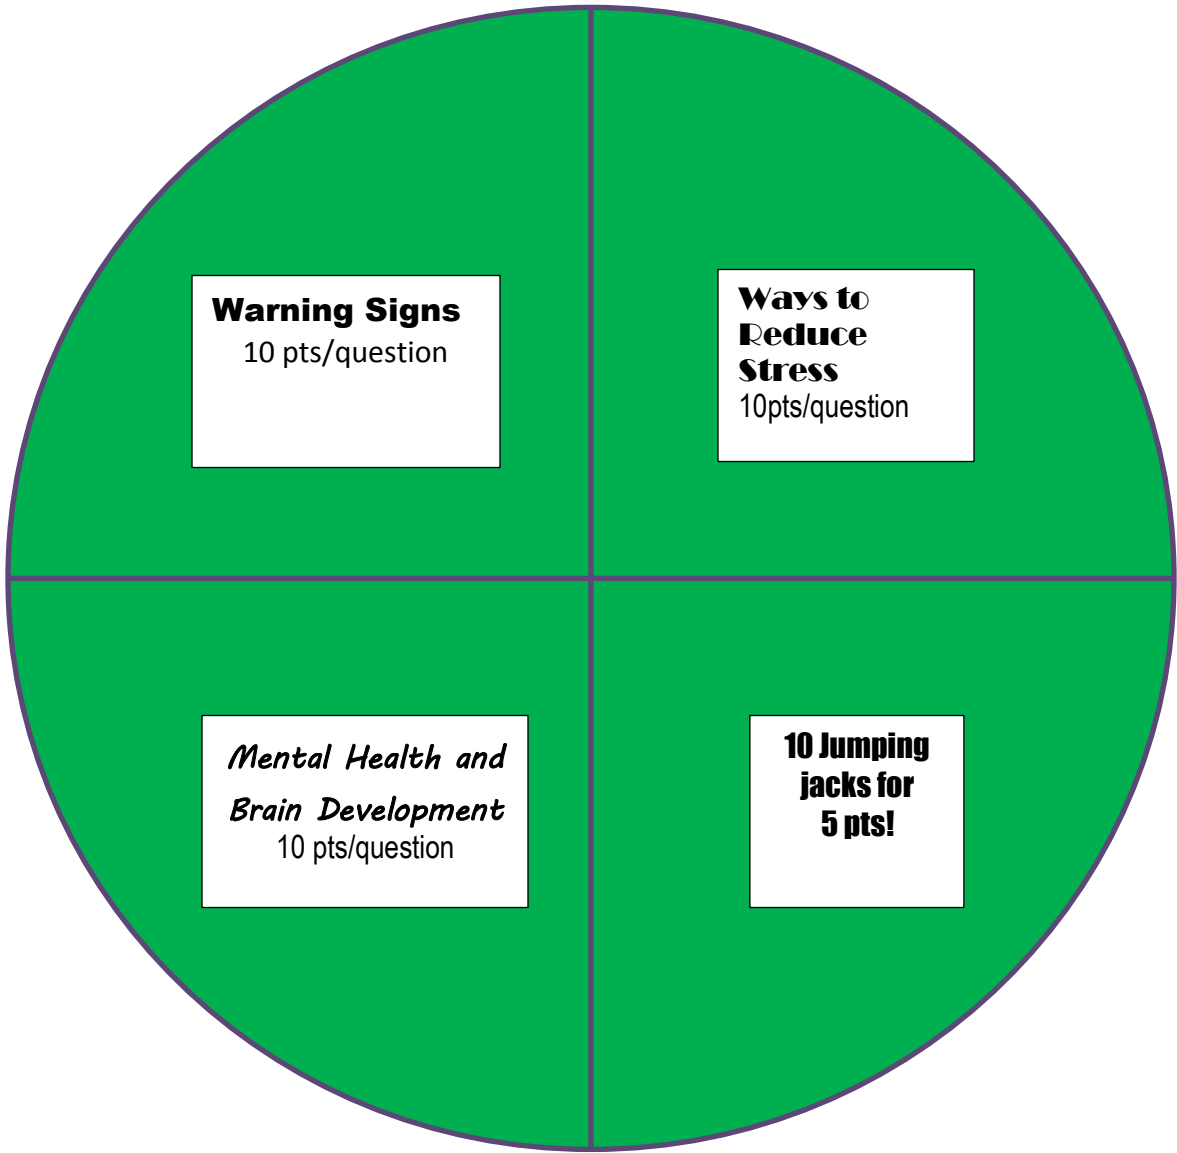 Warning Signs
10 pts/question
Ways to
Reduce
Stress
10pts/question
Mental Health and
Brain Development
10 pts/question
10 Jumping
jacks for
5 pts!